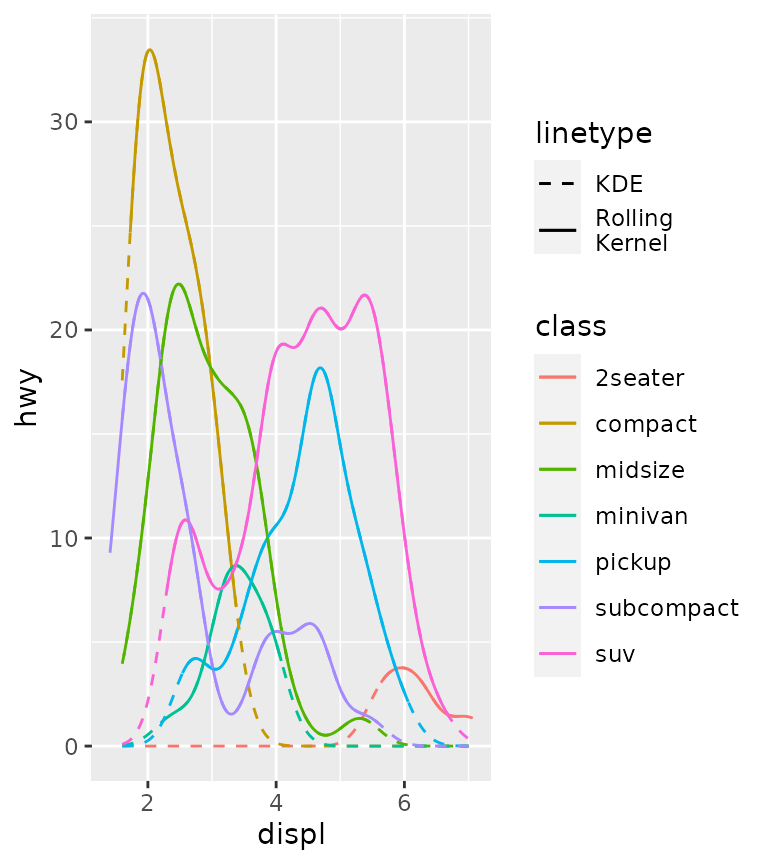 30
20
10
0
hwy
2
4
6
displ
linetype
KDE
Rolling
Kernel
class
2seater
compact
midsize
minivan
pickup
subcompact
suv